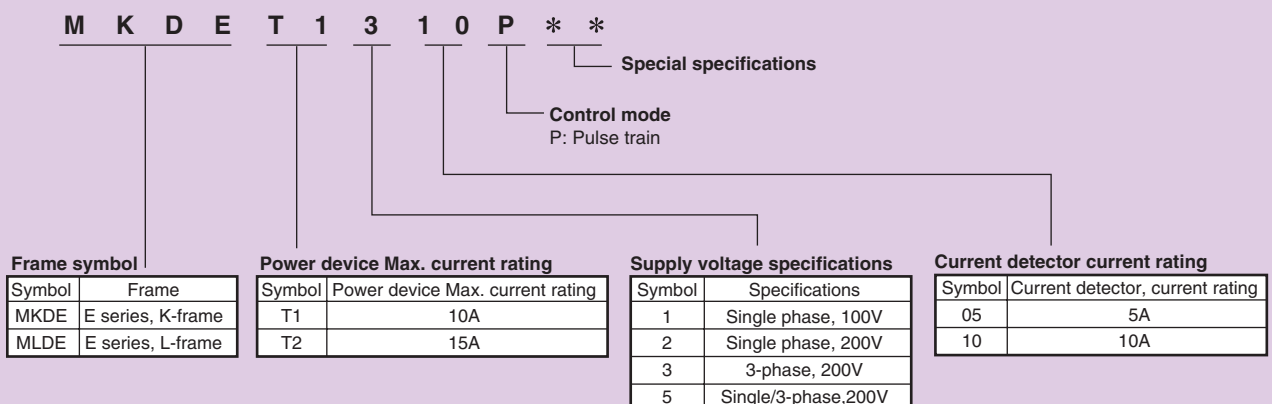 M K D E T 1 3 1 0 P * *
Special specifications
Control mode
P: Pulse train
Frame symbol
Symbol Frame
MKDE E series, K-frame
MLDE E series, L-frame
Power device Max. current rating
Symbol Power device Max. current rating
T1 10A
T2 15A
Supply voltage specifications
Symbol Specifications
1 Single phase, 100V
2 Single phase, 200V
3 3-phase, 200V
5 Single/3-phase,200V
Current detector current rating
Symbol Current detector, current rating
05 5A
10 10A